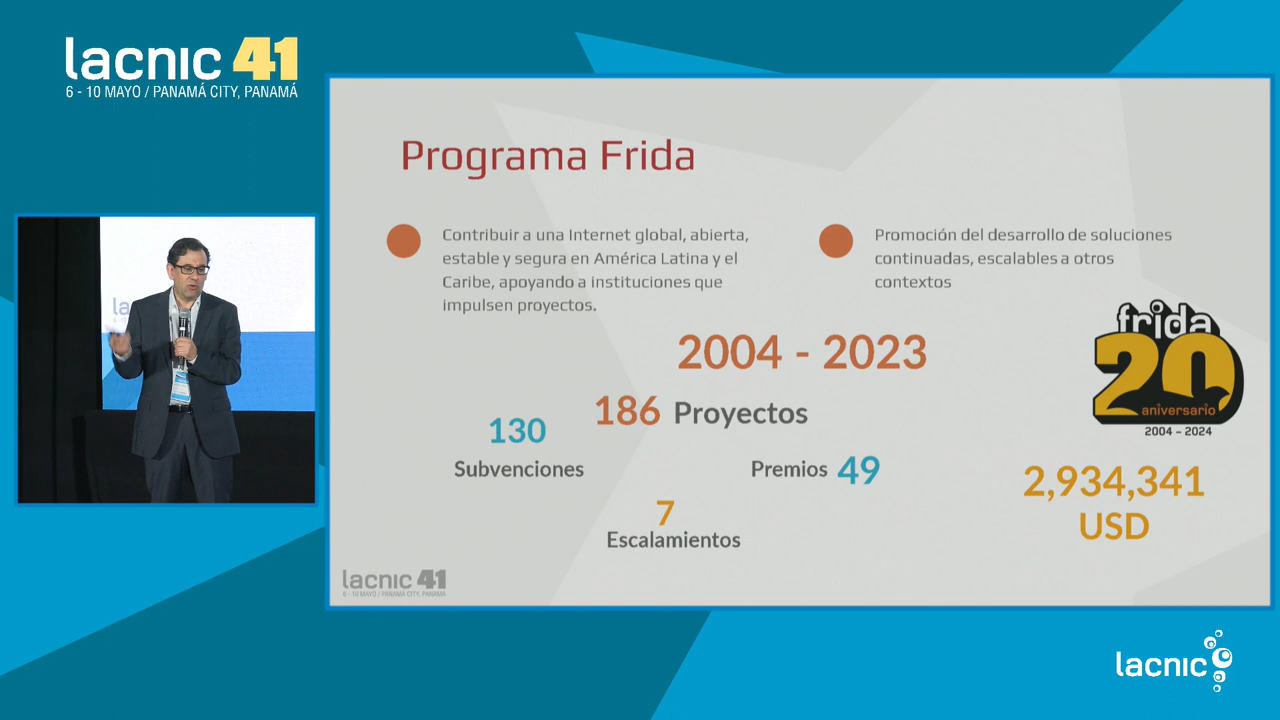 lacnic 41
6 - 10 MAYO / PANAMÁ CITY, PANAMÁ
Programa Frida
Contribuir a una Internet global, abierta,
estable y segura en América Latina y el
Caribe, apoyando a instituciones que
impulsen proyectos.
Promoción del desarrollo de soluciones
continuadas, escalables a otros
contextos
2004 - 2023
186 Proyectos
130
Subvenciones
Premios 49
7
Escalamientos
frida
20
aniversario
2004 - 2024
2,934,341
USD
lacnic 41
6 - 10 MAYO / PANAMÁ CITY, PANAMÁ
lacnic